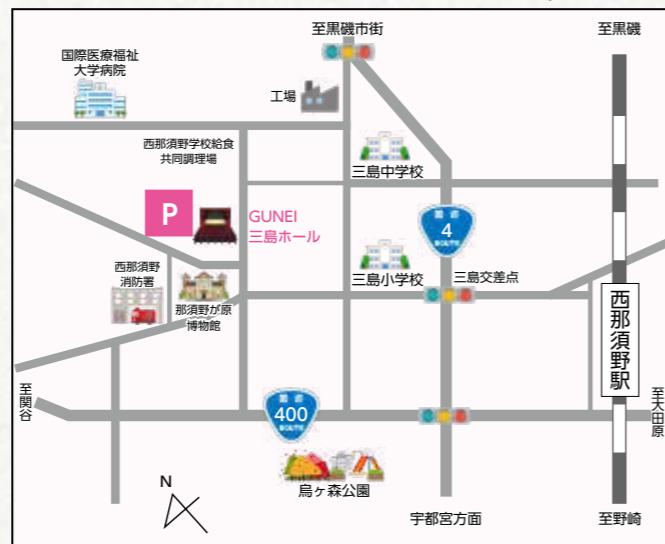 至黒磯市街
至黒磯
国際医療福祉
大学病院
工場
西那須野学校給食
共同調理場
三島中学校
P
GUNEI
三島ホール
国道
4
ROUTE
西那須野
消防署
那須野が原
博物館
三島小学校
三島交差点
西那須野駅
至関谷
国道
400
ROUTE
至大田原
烏ヶ森公園
N
宇都宮方面
至野崎